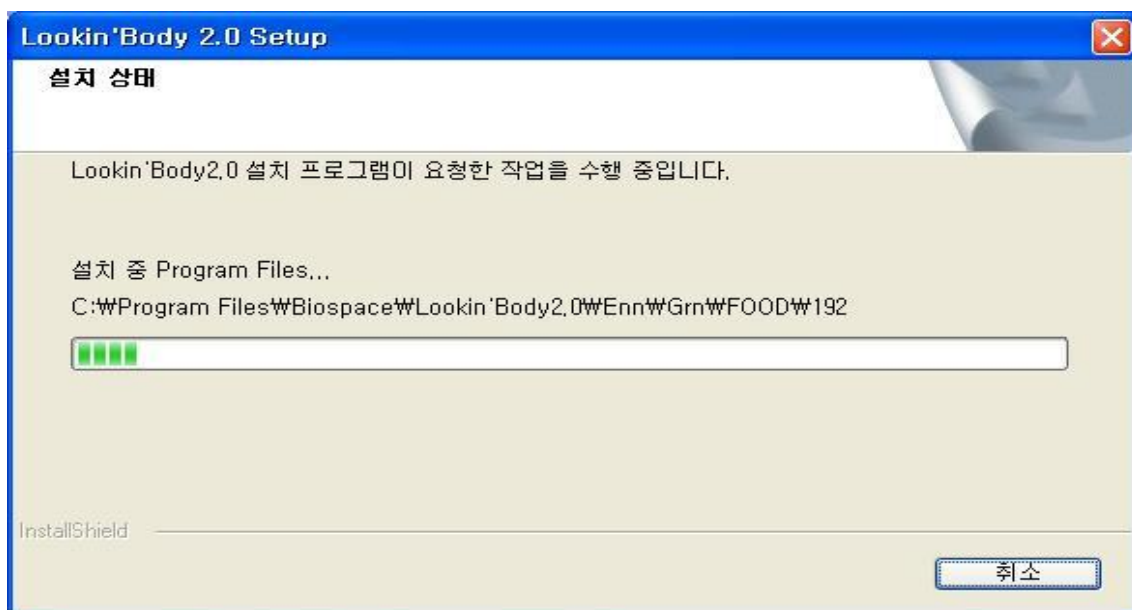 Lookin'Body 2.0 Setup
설치 상태
Lookin'Body2.0 설치 프로그램이 요청한 작업을 수행 중입니다.
설치 중 Program Files...
C:₩Program Files₩Biospace₩Lookin'Body2.0₩Enn₩Grn₩FOOD₩192
InstallShield
취소